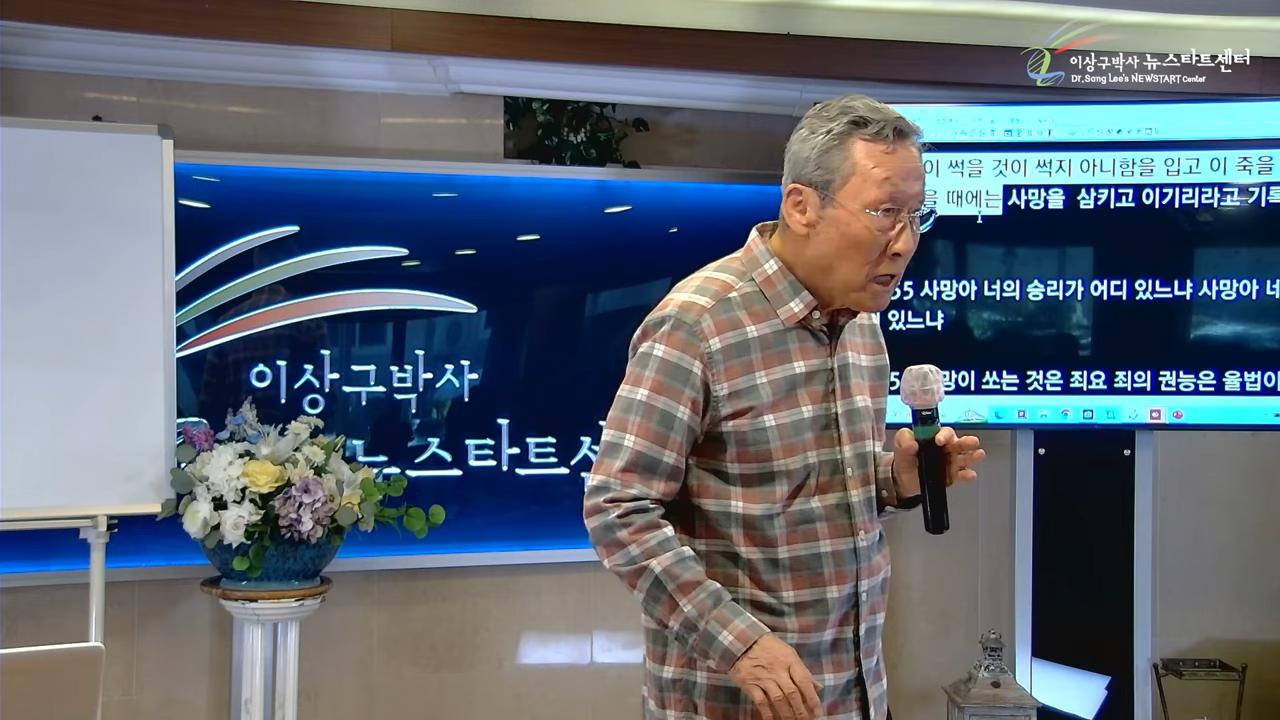 이상구박사 뉴스타트센터
Dr. Sang Lee's NEWSTART Center
이 썩을 것이 썩지 아니함을 입고 이 죽을
을 때에는 사망을 삼키고 이기리라고 기록
55 사망아 너의 승리가 어디 있느냐 사망아 네
있느냐
망이 쏘는 것은 죄요 죄의 권능은 율법이
이상구박사
뉴스타트센